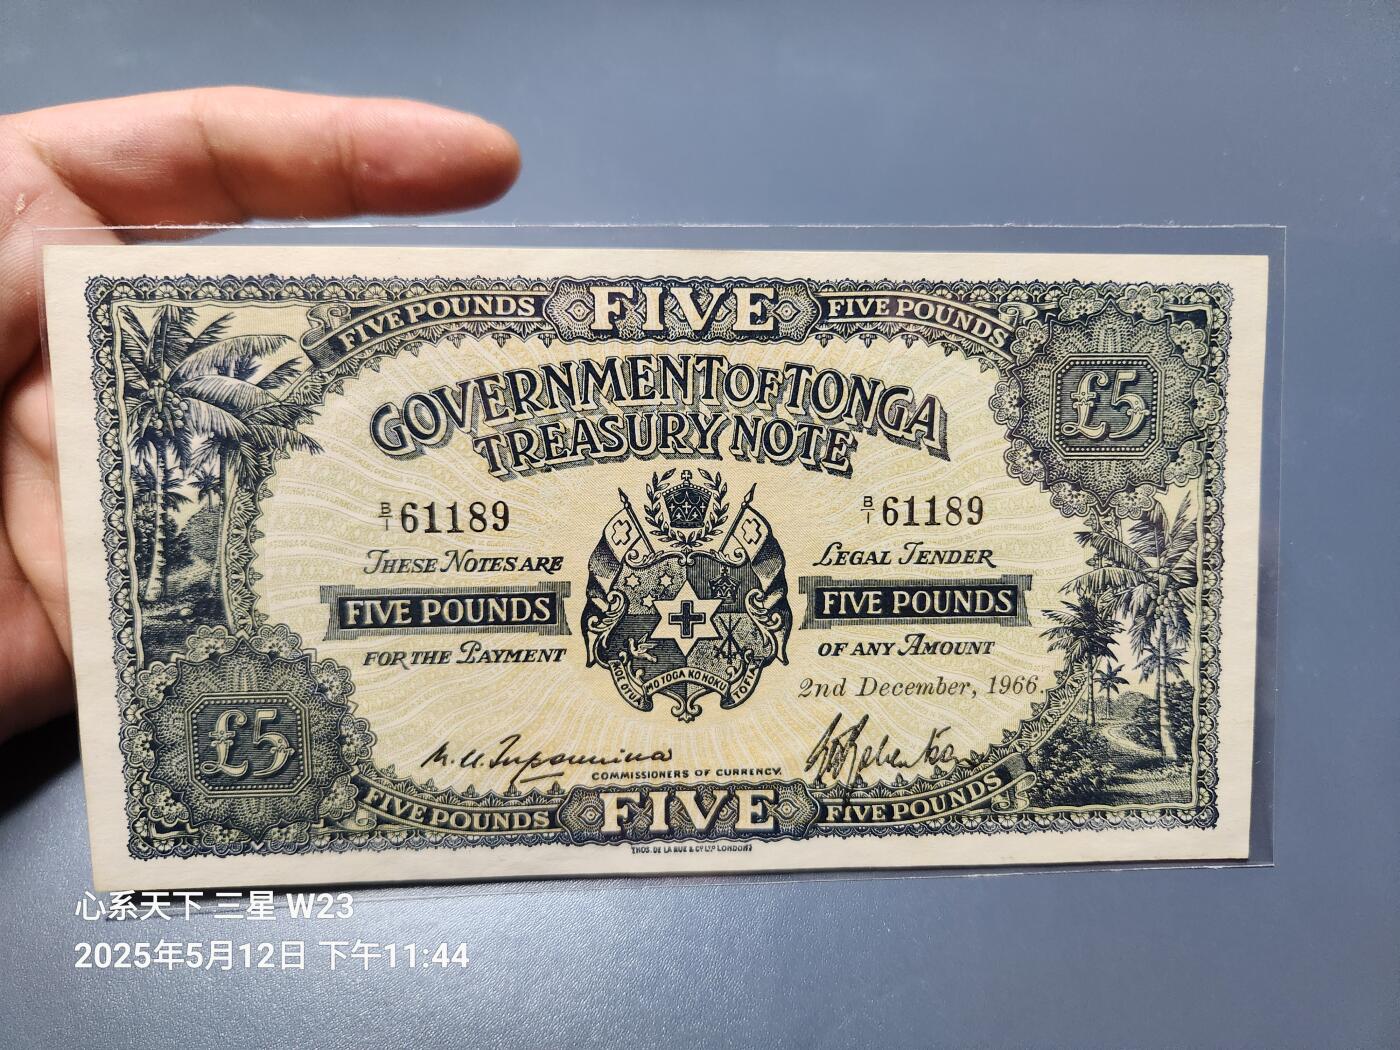 FIVE POUNDS FIVE FIVE POUNDS
£5
GOVERNMENT OF TONGA
TREASURY NOTE
B/1 61189 B/1 61189
THESE NOTES ARE LEGAL TENDER
FIVE POUNDS FIVE POUNDS
FOR THE PAYMENT OF ANY AMOUNT
KOE OTUA MO TOGA KO HOKU TOFIA
2nd December, 1966.
£5
COMMISSIONERS OF CURRENCY.
FIVE POUNDS FIVE FIVE POUNDS
THOS. DE LA RUE & CO LTD LONDON
心系天下 三星 W23
2025年5月12日 下午11:44